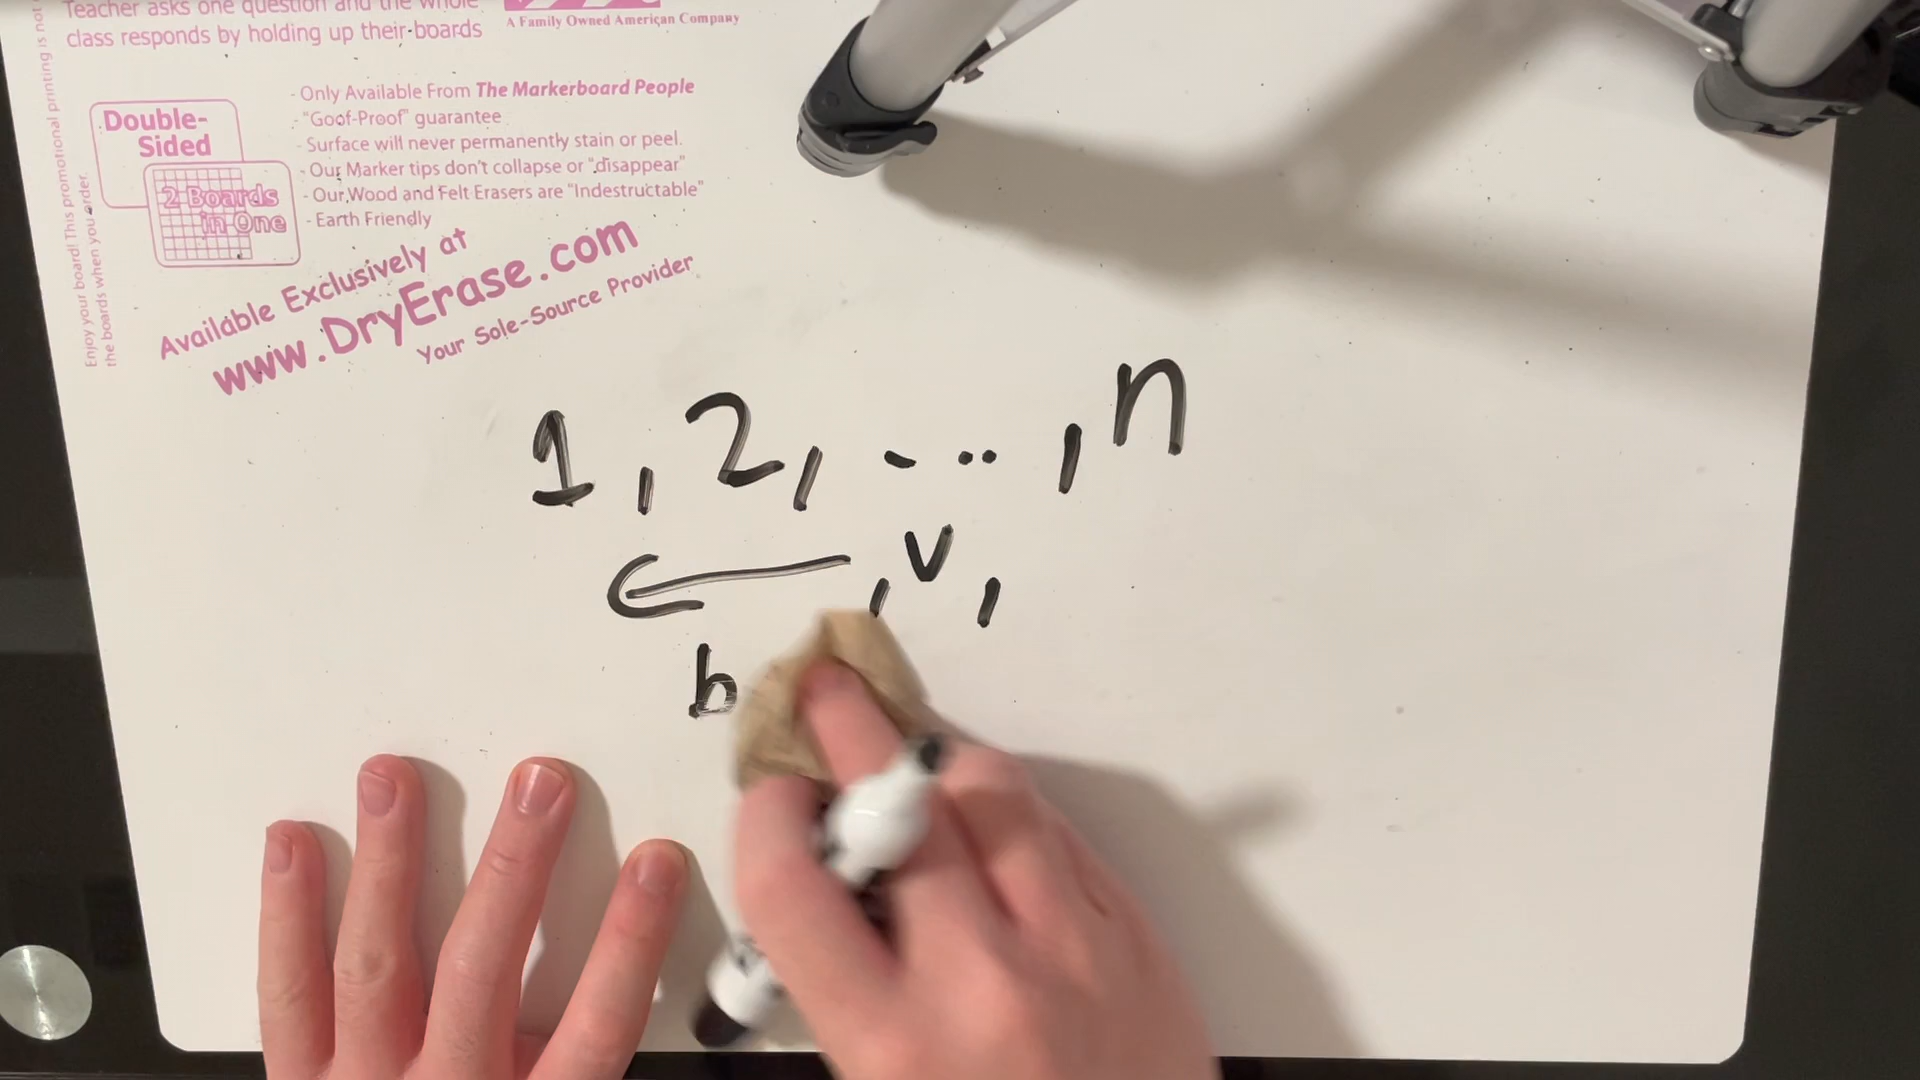 Teacher asks one question and the whole
class responds by holding up their boards
A Family Owned American Company
Enjoy your board! This promotional printing is not
the boards when you order.
Double-
Sided
2 Boards
in One
- Only Available From The Markerboard People
- "Goof-Proof" guarantee
- Surface will never permanently stain or peel.
- Our Marker tips don't collapse or "disappear"
- Our Wood and Felt Erasers are "Indestructable"
- Earth Friendly
Available Exclusively at
www.DryErase.com
Your Sole-Source Provider
1, 2, ... , n
, v ,
b